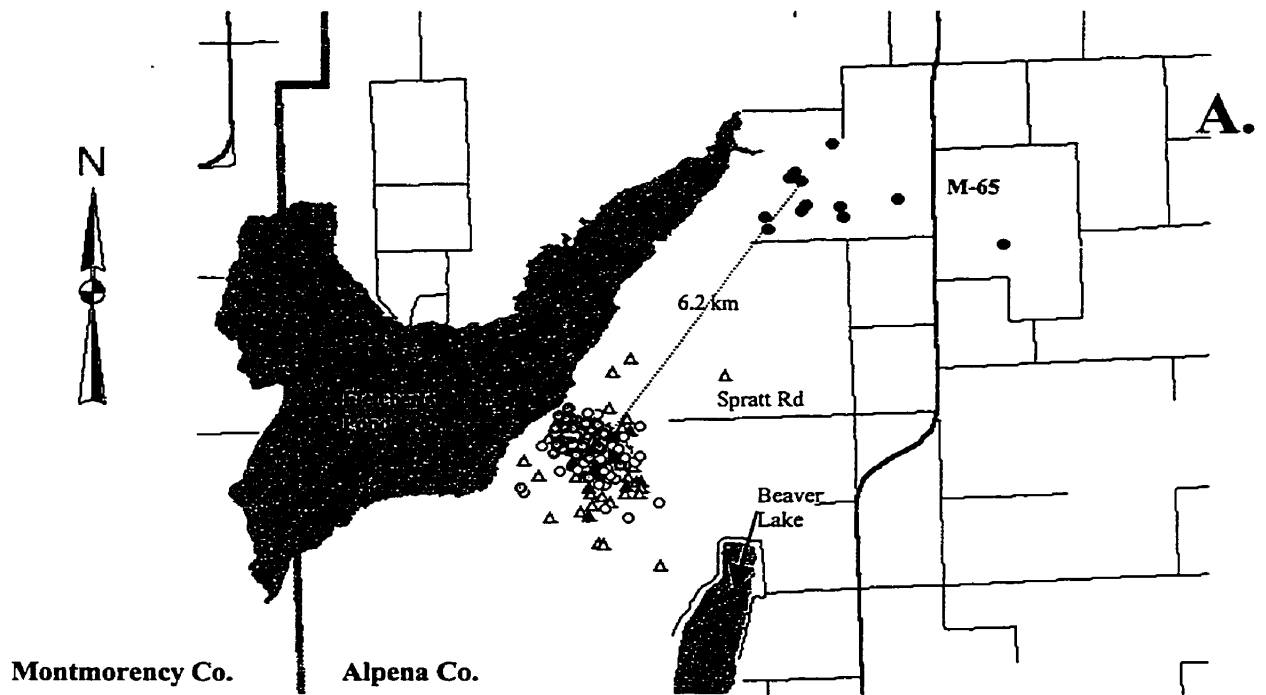 A.
N
M-65
6.2 km
Spratt Rd
Beaver
Lake
Montmorency Co.
Alpena Co.